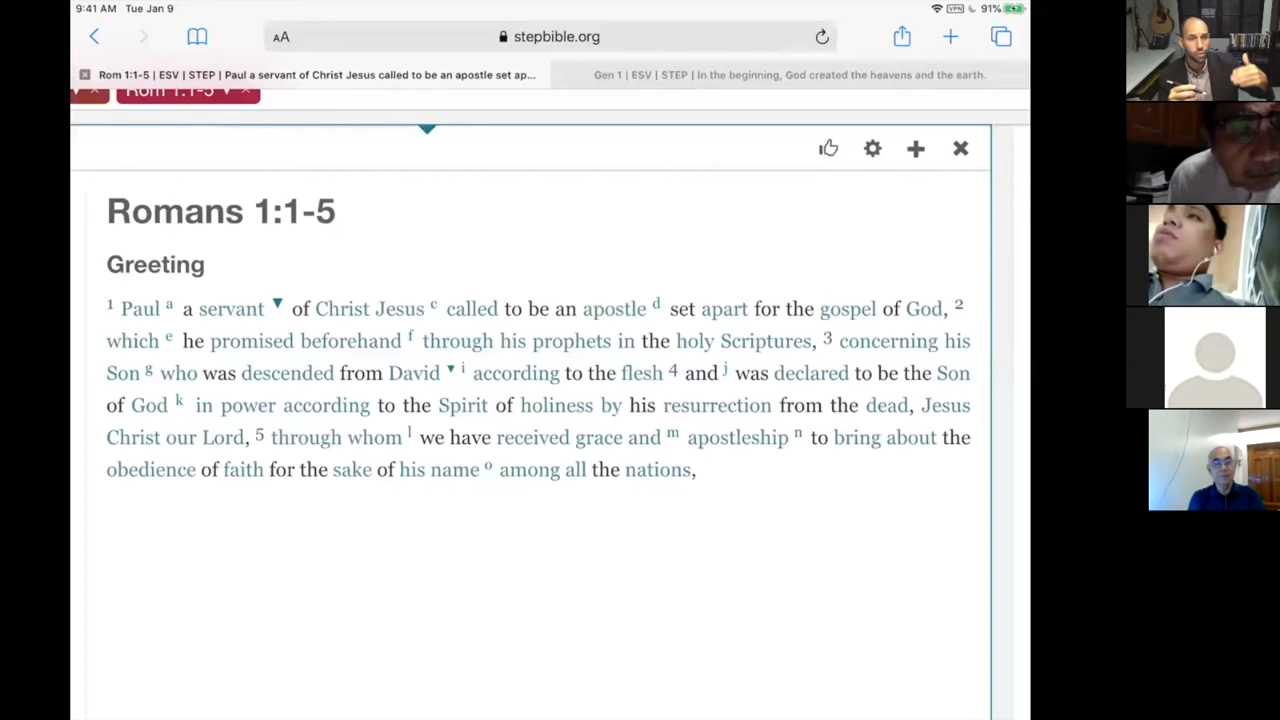 9:41 AM Tue Jan 9
VPN 91%
AA stepbible.org
Rom 1:1-5 | ESV | STEP | Paul a servant of Christ Jesus called to be an apostle set ap...
Gen 1 | ESV | STEP | In the beginning, God created the heavens and the earth.
Rom 1:1-5
Romans 1:1-5
Greeting
1 Paul a a servant ▼ of Christ Jesus c called to be an apostle d set apart for the gospel of God, 2
which e he promised beforehand f through his prophets in the holy Scriptures, 3 concerning his
Son g who was descended from David ▼ i according to the flesh 4 and j was declared to be the Son
of God k in power according to the Spirit of holiness by his resurrection from the dead, Jesus
Christ our Lord, 5 through whom l we have received grace and m apostleship n to bring about the
obedience of faith for the sake of his name o among all the nations,